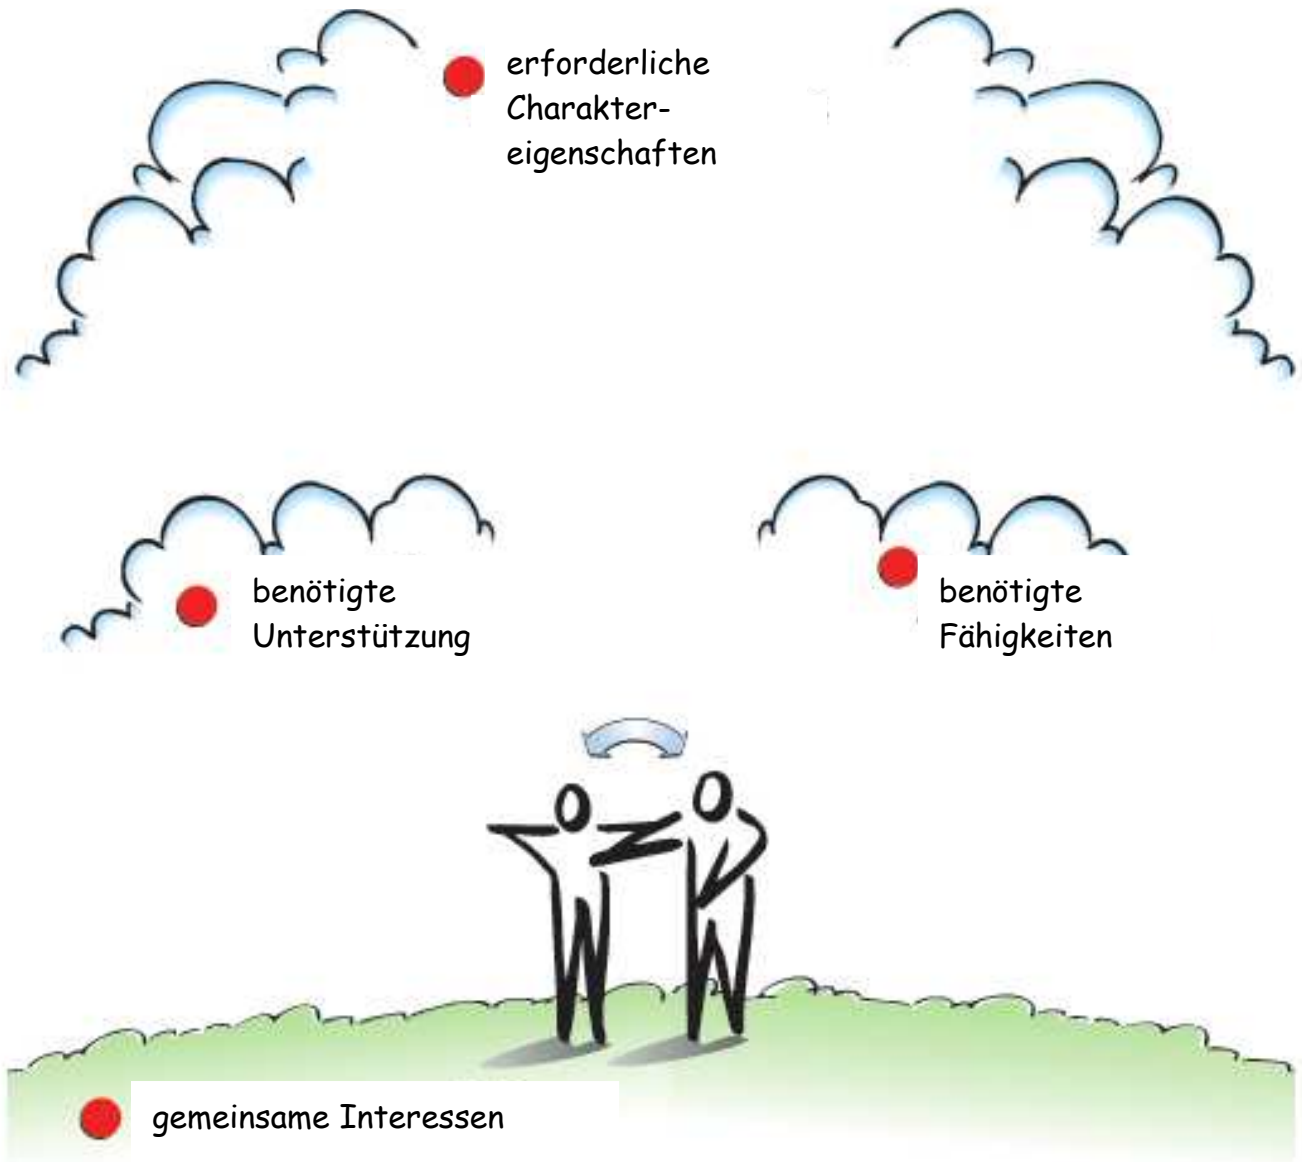 erforderliche
Charakter-
eigenschaften
benötigte
Unterstützung
benötigte
Fähigkeiten
gemeinsame Interessen